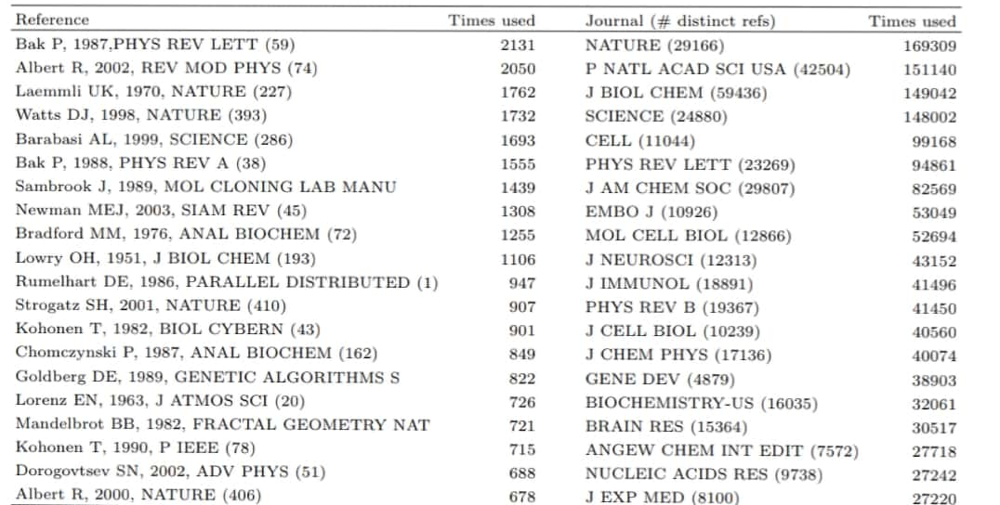 Reference Times used Journal (# distinct refs) Times used
Bak P, 1987,PHYS REV LETT (59) 2131 NATURE (29166) 169309
Albert R, 2002, REV MOD PHYS (74) 2050 P NATL ACAD SCI USA (42504) 151140
Laemmli UK, 1970, NATURE (227) 1762 J BIOL CHEM (59436) 149042
Watts DJ, 1998, NATURE (393) 1732 SCIENCE (24880) 148002
Barabasi AL, 1999, SCIENCE (286) 1693 CELL (11044) 99168
Bak P, 1988, PHYS REV A (38) 1555 PHYS REV LETT (23269) 94861
Sambrook J, 1989, MOL CLONING LAB MANU 1439 J AM CHEM SOC (29807) 82569
Newman MEJ, 2003, SIAM REV (45) 1308 EMBO J (10926) 53049
Bradford MM, 1976, ANAL BIOCHEM (72) 1255 MOL CELL BIOL (12866) 52694
Lowry OH, 1951, J BIOL CHEM (193) 1106 J NEUROSCI (12313) 43152
Rumelhart DE, 1986, PARALLEL DISTRIBUTED (1) 947 J IMMUNOL (18891) 41496
Strogatz SH, 2001, NATURE (410) 907 PHYS REV B (19367) 41450
Kohonen T, 1982, BIOL CYBERN (43) 901 J CELL BIOL (10239) 40560
Chomczynski P, 1987, ANAL BIOCHEM (162) 849 J CHEM PHYS (17136) 40074
Goldberg DE, 1989, GENETIC ALGORITHMS S 822 GENE DEV (4879) 38903
Lorenz EN, 1963, J ATMOS SCI (20) 726 BIOCHEMISTRY-US (16035) 32061
Mandelbrot BB, 1982, FRACTAL GEOMETRY NAT 721 BRAIN RES (15364) 30517
Kohonen T, 1990, P IEEE (78) 715 ANGEW CHEM INT EDIT (7572) 27718
Dorogovtsev SN, 2002, ADV PHYS (51) 688 NUCLEIC ACIDS RES (9738) 27242
Albert R, 2000, NATURE (406) 678 J EXP MED (8100) 27220